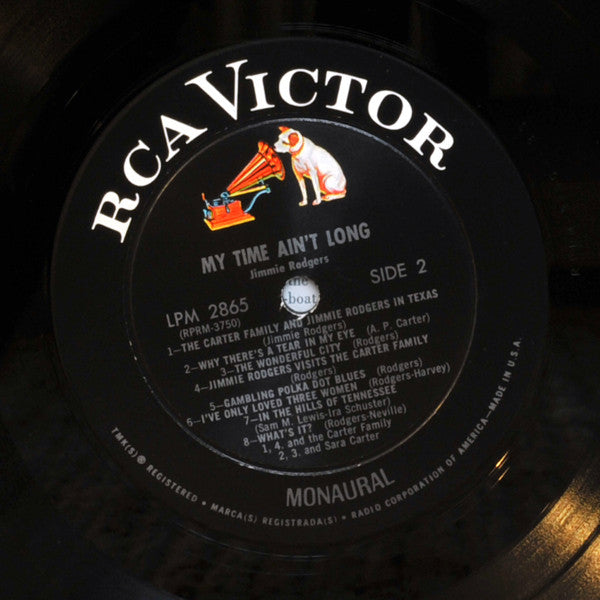 RCA VICTOR
MY TIME AIN'T LONG
Jimmie Rodgers
the
-boat
LPM 2865
SIDE 2
(RPRM-3750)
1—THE CARTER FAMILY AND JIMMIE RODGERS IN TEXAS
(Jimmie Rodgers)
2—WHY THERE'S A TEAR IN MY EYE (A. P. Carter)
3—THE WONDERFUL CITY (Rodgers)
4—JIMMIE RODGERS VISITS THE CARTER FAMILY
(Rodgers)
5—GAMBLING POLKA DOT BLUES (Rodgers)
6—I'VE ONLY LOVED THREE WOMEN (Rodgers-Harvey)
7—IN THE HILLS OF TENNESSEE
(Sam M. Lewis-Ira Schuster)
8—WHAT'S IT? (Rodgers-Neville)
1, 4, and the Carter Family
2, 3, and Sara Carter
MONAURAL
TMK(S) ® REGISTERED • MARCA(S) REGISTRADA(S) • RADIO CORPORATION OF AMERICA—MADE IN U.S.A.